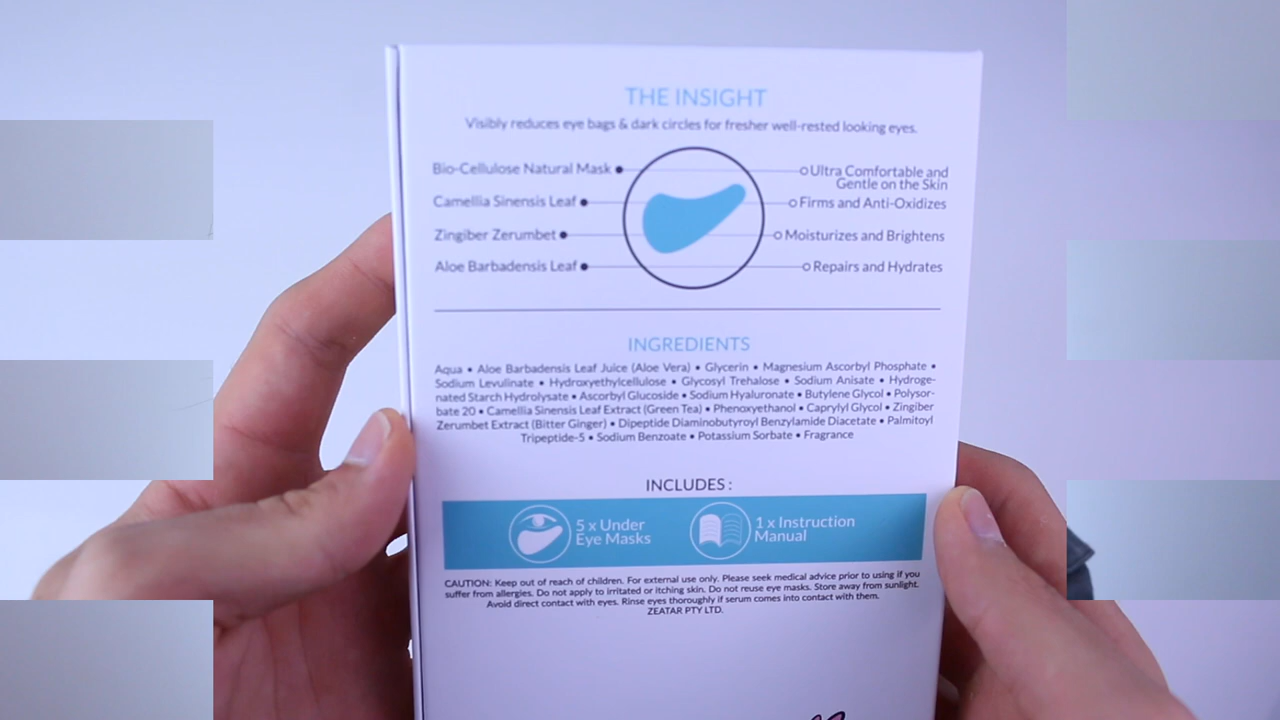 THE INSIGHT
Visibly reduces eye bags & dark circles for fresher well-rested looking eyes.
Bio-Cellulose Natural Mask
Ultra Comfortable and
Gentle on the Skin
Camellia Sinensis Leaf
Firms and Anti-Oxidizes
Zingiber Zerumbet
Moisturizes and Brightens
Aloe Barbadensis Leaf
Repairs and Hydrates
INGREDIENTS
Aqua • Aloe Barbadensis Leaf Juice (Aloe Vera) • Glycerin • Magnesium Ascorbyl Phosphate •
Sodium Levulinate • Hydroxyethylcellulose • Glycosyl Trehalose • Sodium Anisate • Hydroge-
nated Starch Hydrolysate • Ascorbyl Glucoside • Sodium Hyaluronate • Butylene Glycol • Polysor-
bate 20 • Camellia Sinensis Leaf Extract (Green Tea) • Phenoxyethanol • Caprylyl Glycol • Zingiber
Zerumbet Extract (Bitter Ginger) • Dipeptide Diaminobutyroyl Benzylamide Diacetate • Palmitoyl
Tripeptide-5 • Sodium Benzoate • Potassium Sorbate • Fragrance
INCLUDES :
5 x Under
Eye Masks
1 x Instruction
Manual
CAUTION: Keep out of reach of children. For external use only. Please seek medical advice prior to using if you
suffer from allergies. Do not apply to irritated or itching skin. Do not reuse eye masks. Store away from sunlight.
Avoid direct contact with eyes. Rinse eyes thoroughly if serum comes into contact with them.
ZEATAR PTY LTD.